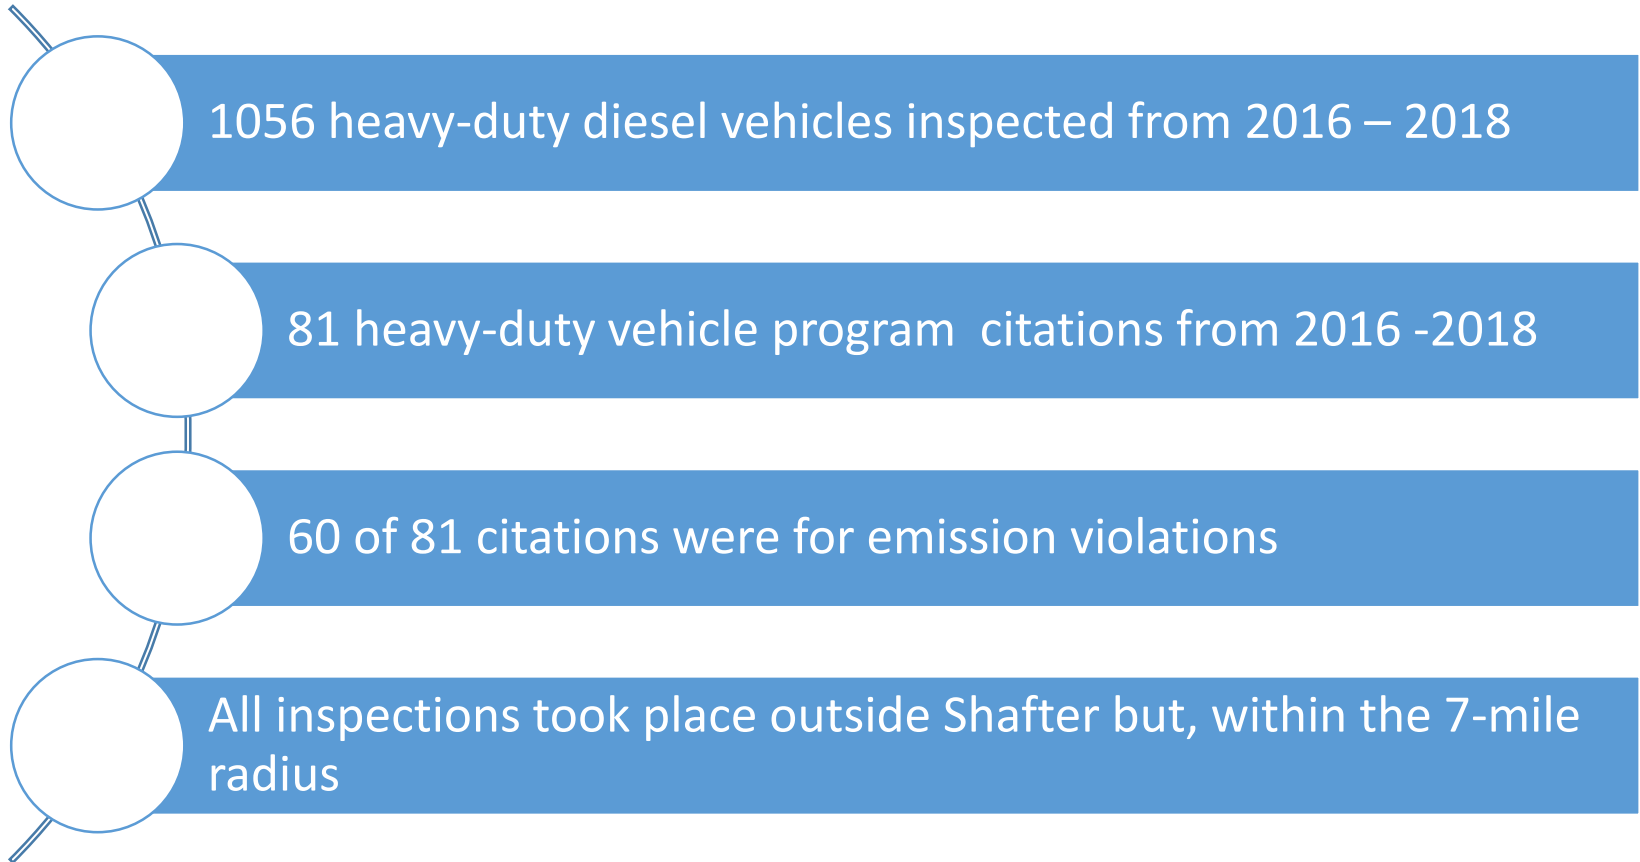 1056 heavy-duty diesel vehicles inspected from 2016 – 2018
81 heavy-duty vehicle program  citations from 2016 -2018
60 of 81 citations were for emission violations
All inspections took place outside Shafter but, within the 7-mile
radius